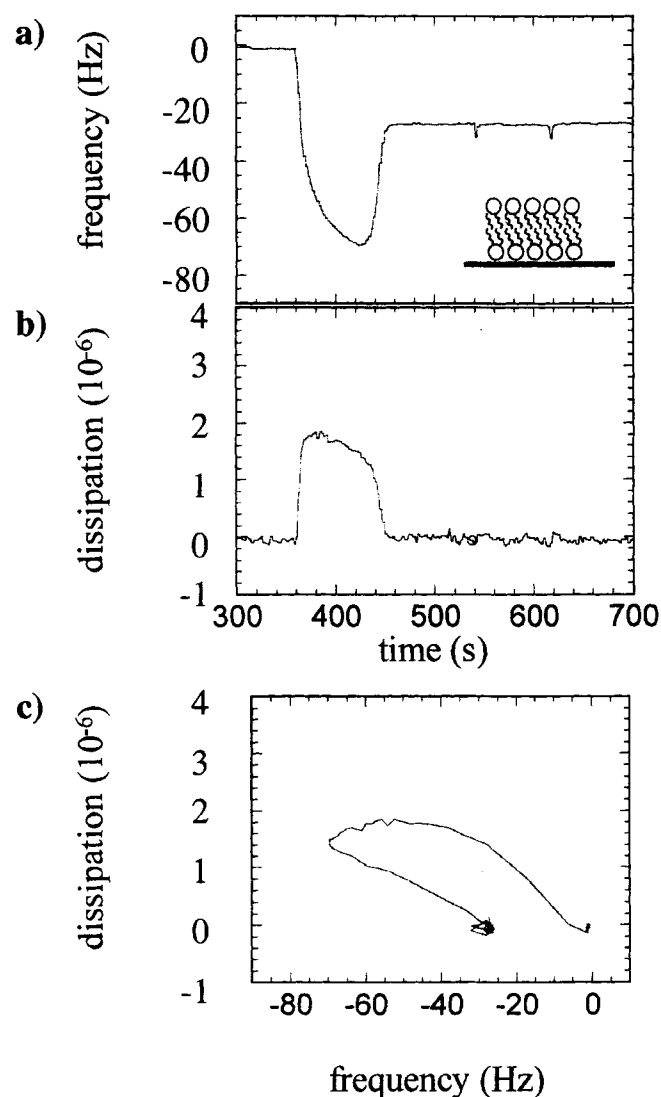 a)
frequency (Hz)
0
-20
-40
-60
-80
b)
dissipation (10-6)
4
3
2
1
0
-1
300 400 500 600 700
time (s)
c)
dissipation (10-6)
4
3
2
1
0
-1
-80 -60 -40 -20 0
frequency (Hz)